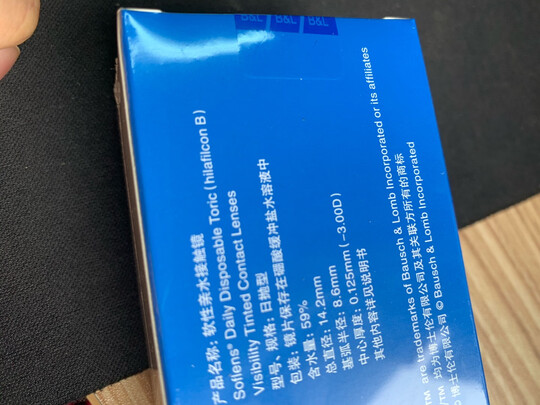 B&L B&L B&L
产品名称：软性亲水接触镜
Soflens® Daily Disposable Toric (hilafilcon B)
Visibility Tinted Contact Lenses
型号、规格：日抛型
包装：镜片保存在硼酸缓冲盐水溶液中
含水量：59%
总直径：14.2mm
基弧半径：8.6mm
中心厚度：0.125mm (−3.00D)
其他内容详见说明书
/TM are trademarks of Bausch & Lomb Incorporated or its affiliates
/TM 均为博士伦有限公司及其关联方所有的商标
博士伦有限公司 © Bausch & Lomb Incorporated